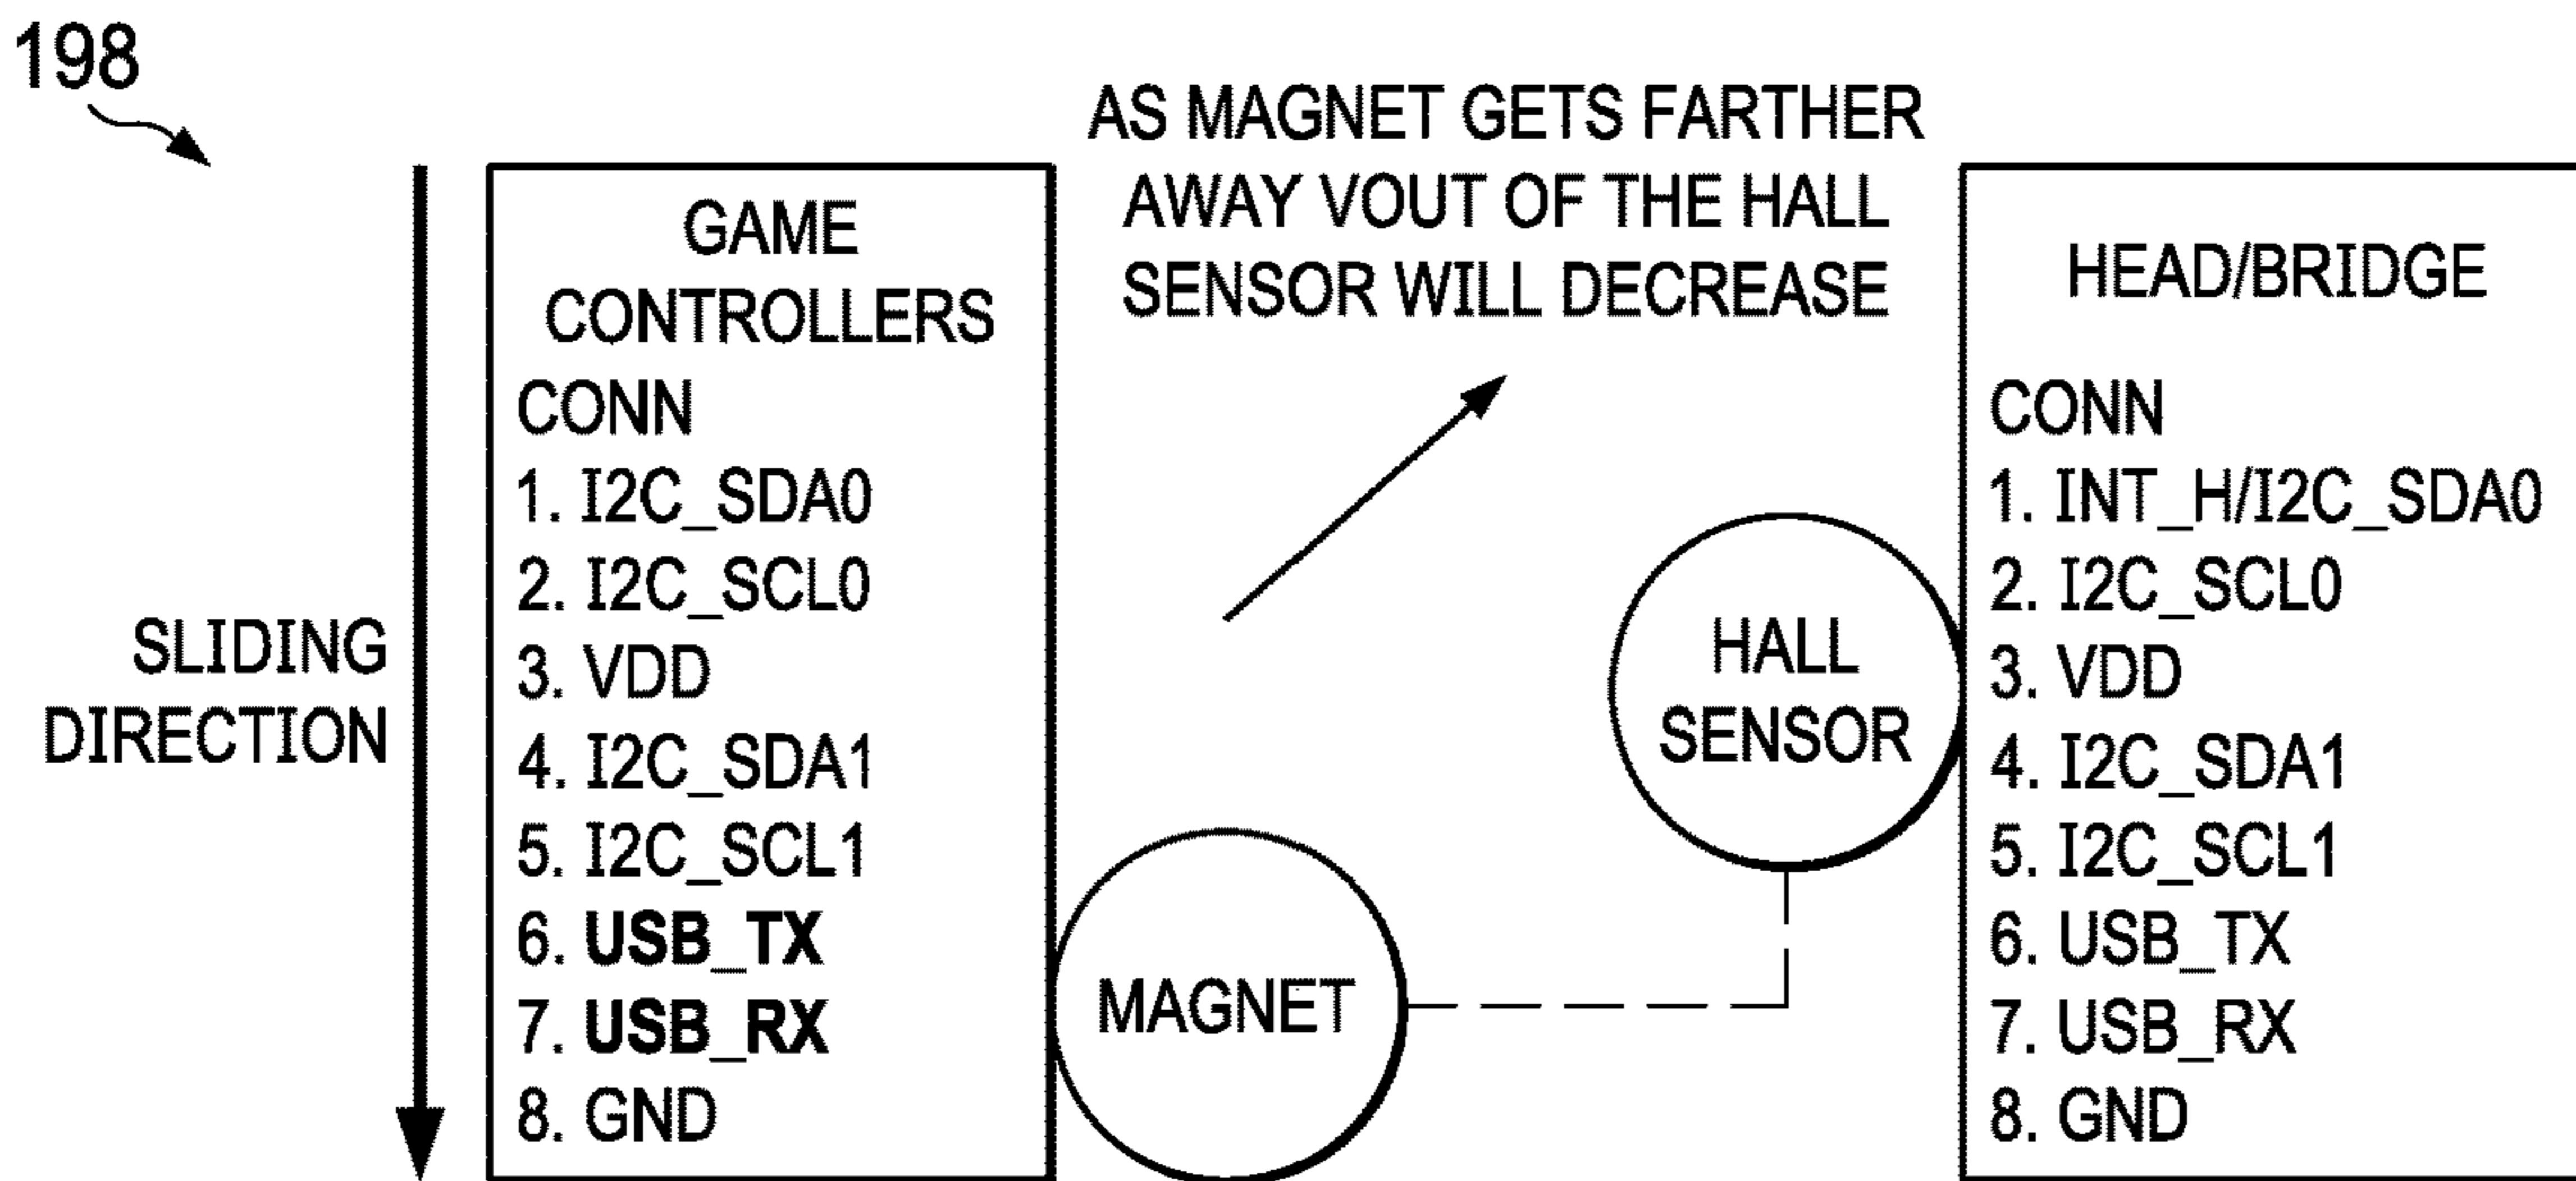 198
AS MAGNET GETS FARTHER
AWAY VOUT OF THE HALL
SENSOR WILL DECREASE
SLIDING
DIRECTION
GAME
CONTROLLERS
CONN
1. I2C_SDA0
2. I2C_SCL0
3. VDD
4. I2C_SDA1
5. I2C_SCL1
6. USB_TX
7. USB_RX
8. GND
MAGNET
HALL
SENSOR
HEAD/BRIDGE
CONN
1. INT_H/I2C_SDA0
2. I2C_SCL0
3. VDD
4. I2C_SDA1
5. I2C_SCL1
6. USB_TX
7. USB_RX
8. GND